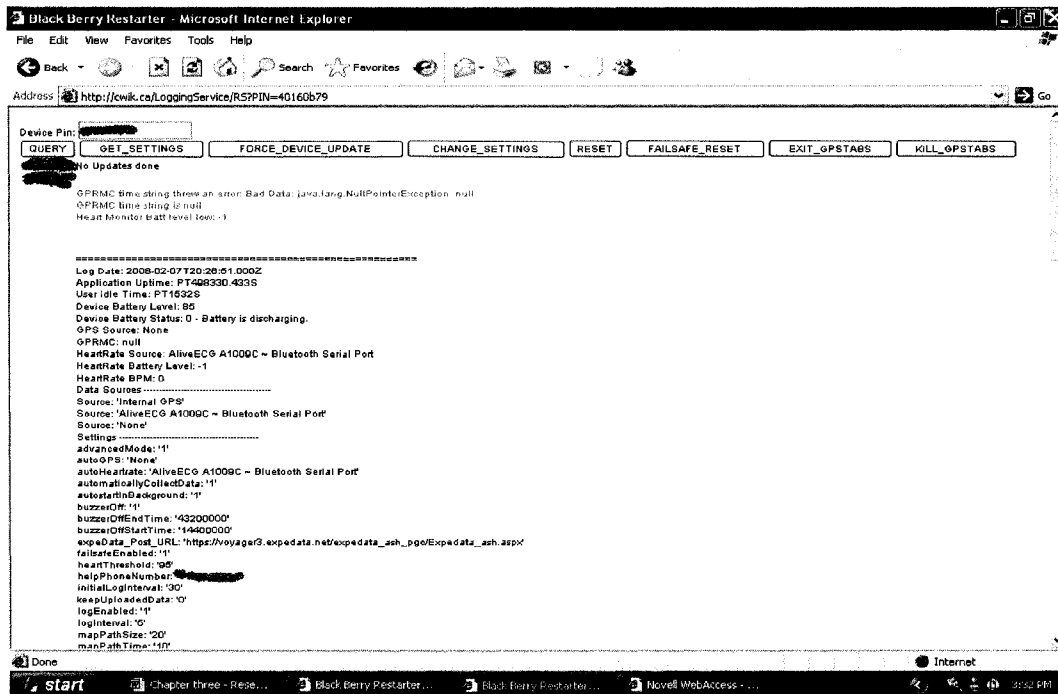 Black Berry Restarter - Microsoft Internet Explorer
File Edit View Favorites Tools Help
Back Search Favorites
Address http://cwik.ca/LoggingService/RS?PIN=40160b79 Go
Device Pin:
QUERY GET_SETTINGS FORCE_DEVICE_UPDATE CHANGE_SETTINGS RESET FAILSAFE_RESET EXIT_GPSTABS KILL_GPSTABS
No Updates done
GPRMC time string threw an error: Bad Data: java.lang.NullPointerException: null
GPRMC time string is null
Heart Monitor Batt level low: -1
=======================================================
Log Date: 2008-02-07T20:26:51.000Z
Application Uptime: PT498330.433S
User Idle Time: PT1532S
Device Battery Level: 85
Device Battery Status: 0 - Battery is discharging.
GPS Source: None
GPRMC: null
HeartRate Source: AliveECG A1009C ~ Bluetooth Serial Port
HeartRate Battery Level: -1
HeartRate BPM: 0
Data Sources ----------------------------------------
Source: 'Internal GPS'
Source: 'AliveECG A1009C ~ Bluetooth Serial Port'
Source: 'None'
Settings --------------------------------------------
advancedMode: '1'
autoGPS: 'None'
autoHeartrate: 'AliveECG A1009C ~ Bluetooth Serial Port'
automaticallyCollectData: '1'
autostartInBackground: '1'
buzzerOff: '1'
buzzerOffEndTime: '43200000'
buzzerOffStartTime: '14400000'
expeData_Post_URL: 'https://voyager3.expedata.net/expedata_ash_pgc/Expedata_ash.aspx'
failsafeEnabled: '1'
heartThreshold: '95'
helpPhoneNumber:
initialLogInterval: '30'
keepUploadedData: '0'
logEnabled: '1'
logInterval: '5'
mapPathSize: '20'
mapPathTime: '10'
Done Internet
start Chapter three - Rese... Black Berry Restarter... Black Berry Restarter... Novell WebAccess - ... 3:32 PM